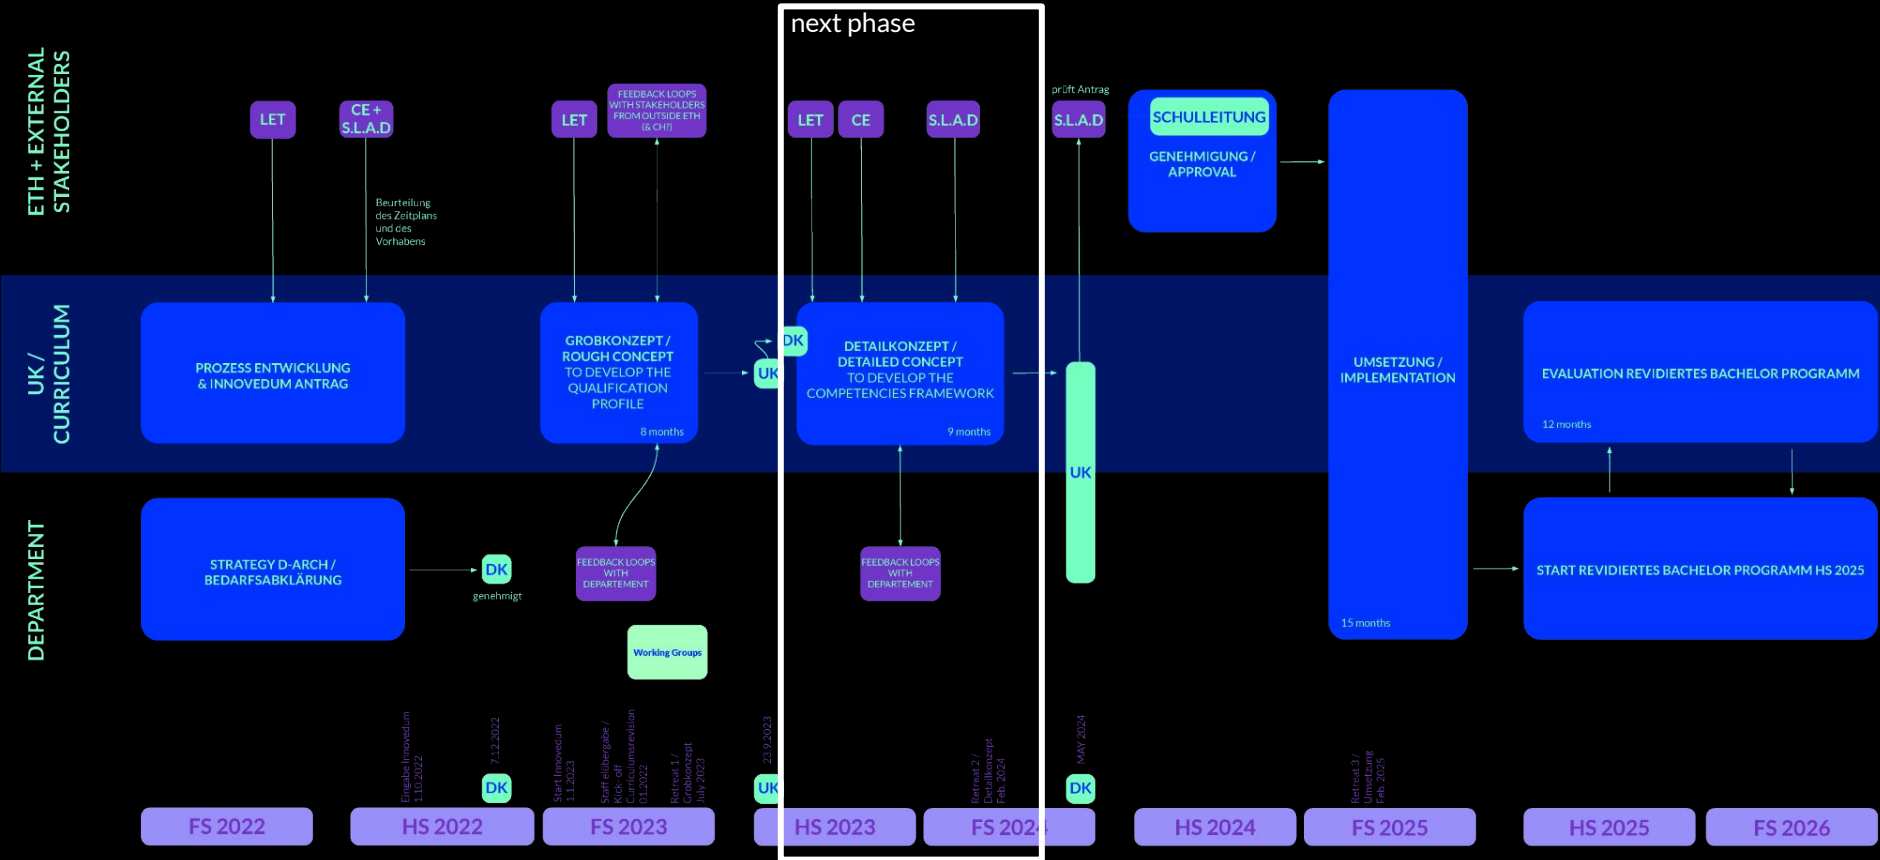 next phase
ETH + EXTERNAL
STAKEHOLDERS
LET
CE +
S.L.A.D
Beurteilung
des Zeitplans
und des
Vorhabens
LET
FEEDBACK LOOPS
WITH STAKEHOLDERS
FROM OUTSIDE ETH
(& CH?)
LET
CE
S.L.A.D
prüft Antrag
S.L.A.D
SCHULLEITUNG
GENEHMIGUNG /
APPROVAL
UK /
CURRICULUM
PROZESS ENTWICKLUNG
& INNOVEDUM ANTRAG
GROBKONZEPT /
ROUGH CONCEPT
TO DEVELOP THE
QUALIFICATION
PROFILE
8 months
DK
UK
DETAILKONZEPT /
DETAILED CONCEPT
TO DEVELOP THE
COMPETENCIES FRAMEWORK
9 months
UK
UMSETZUNG /
IMPLEMENTATION
15 months
EVALUATION REVIDIERTES BACHELOR PROGRAMM
12 months
DEPARTMENT
STRATEGY D-ARCH /
BEDARFSABKLÄRUNG
DK
genehmigt
FEEDBACK LOOPS
WITH
DEPARTEMENT
Working Groups
FEEDBACK LOOPS
WITH
DEPARTEMENT
START REVIDIERTES BACHELOR PROGRAMM HS 2025
Eingabe Innovedum
1.10.2022
7.12.2022
DK
Start Innovedum
1.1.2023
Staffelübergabe /
Kick- off
Curriculumsrevision
01.2022
Retreat 1 /
Grobkonzept
July 2023
23.9.2023
UK
Retreat 2 /
Detailkonzept
Feb. 2024
MAY 2024
DK
Retreat 3 /
Umsetzung
Feb. 2025
FS 2022
HS 2022
FS 2023
HS 2023
FS 2024
HS 2024
FS 2025
HS 2025
FS 2026